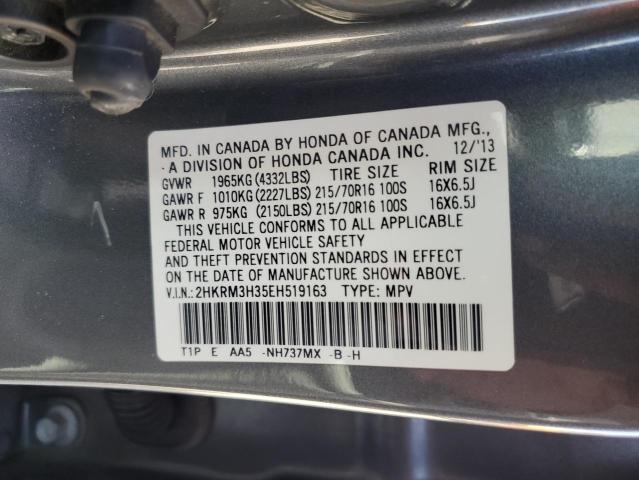 MFD. IN CANADA BY HONDA OF CANADA MFG.,
A DIVISION OF HONDA CANADA INC. 12/'13
GVWR 1965KG(4332LBS) TIRE SIZE RIM SIZE
GAWR F 1010KG(2227LBS)215/70R16 100S 16X6.5J
GAWR R 975KG (2150LBS)215/70R16 100S 16X6.5J
THIS VEHICLE CONFORMS TO ALL APPLICABLE
FEDERAL MOTOR VEHICLE SAFETY
AND THEFT PREVENTION STANDARDS IN EFFECT
ON THE DATE OF MANUFACTURE SHOWN ABOVE.
V.I.N.:2HKRM3H35EH519163 TYPE: MPV
T1P E AA5 -NH737MX -B-H